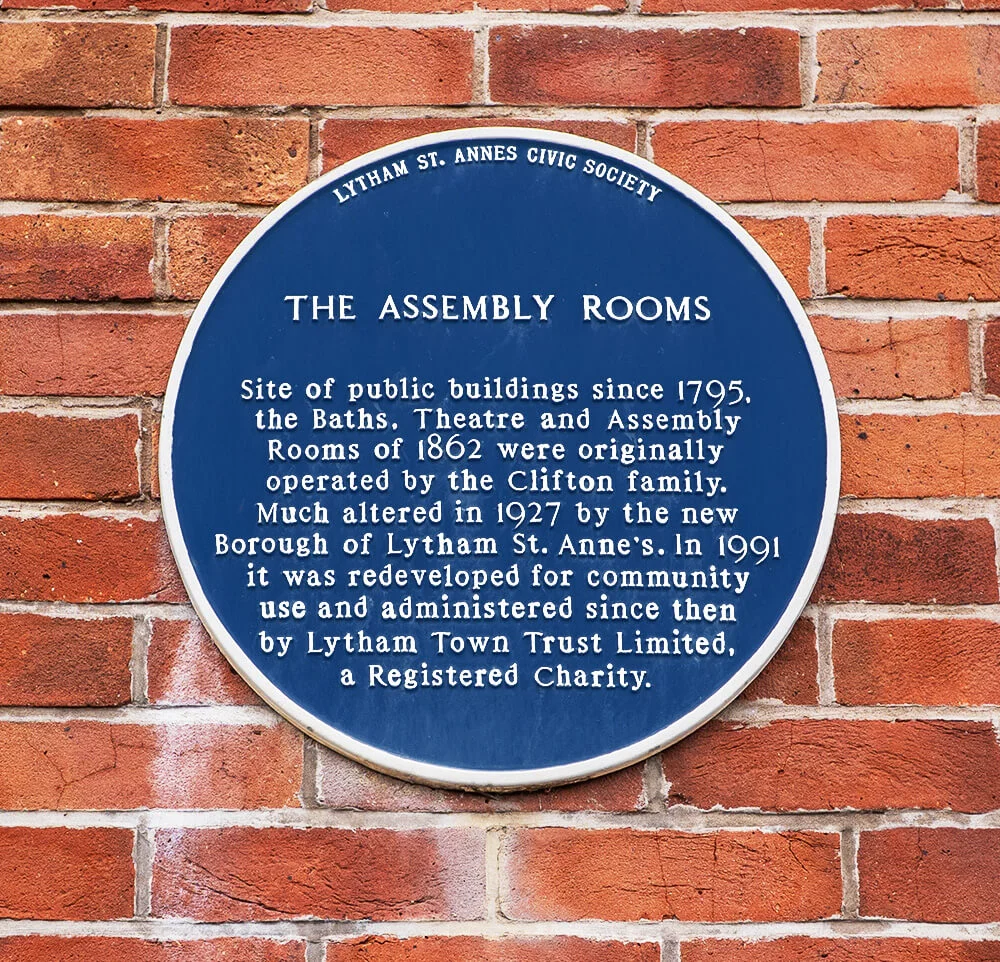 LYTHAM ST. ANNES CIVIC SOCIETY
THE ASSEMBLY ROOMS
Site of public buildings since 1795,
the Baths, Theatre and Assembly
Rooms of 1862 were originally
operated by the Clifton family.
Much altered in 1927 by the new
Borough of Lytham St. Anne's. In 1991
it was redeveloped for community
use and administered since then
by Lytham Town Trust Limited,
a Registered Charity.